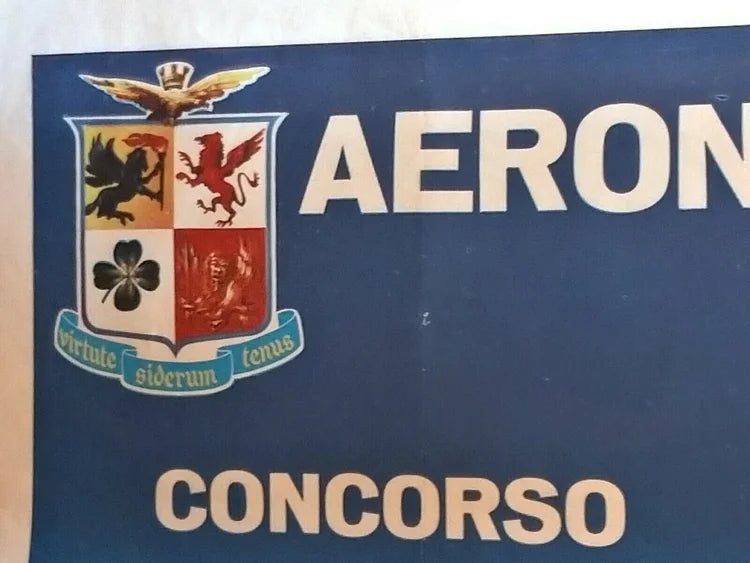 AERON
virtute siderum tenus
CONCORSO